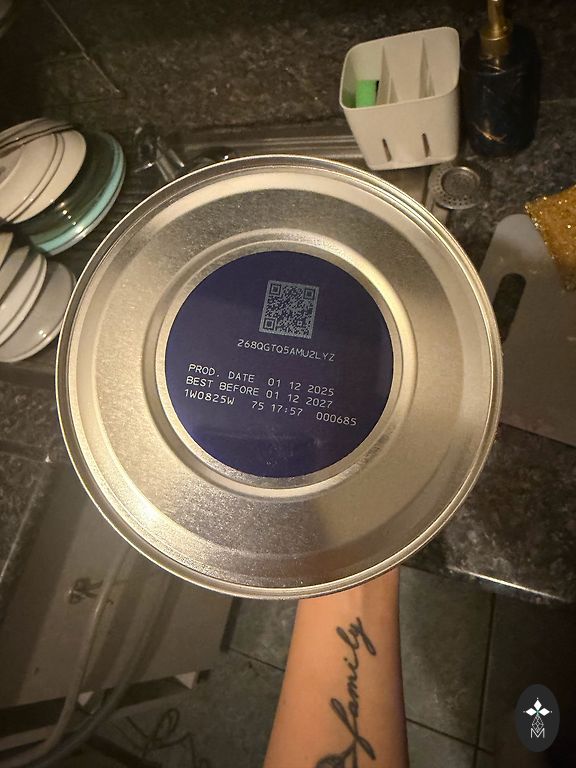 268QGTQ5AMU2LYZ
PROD. DATE 01 12 2025
BEST BEFORE 01 12 2027
1W0825W 75 17:57 000685
family
M